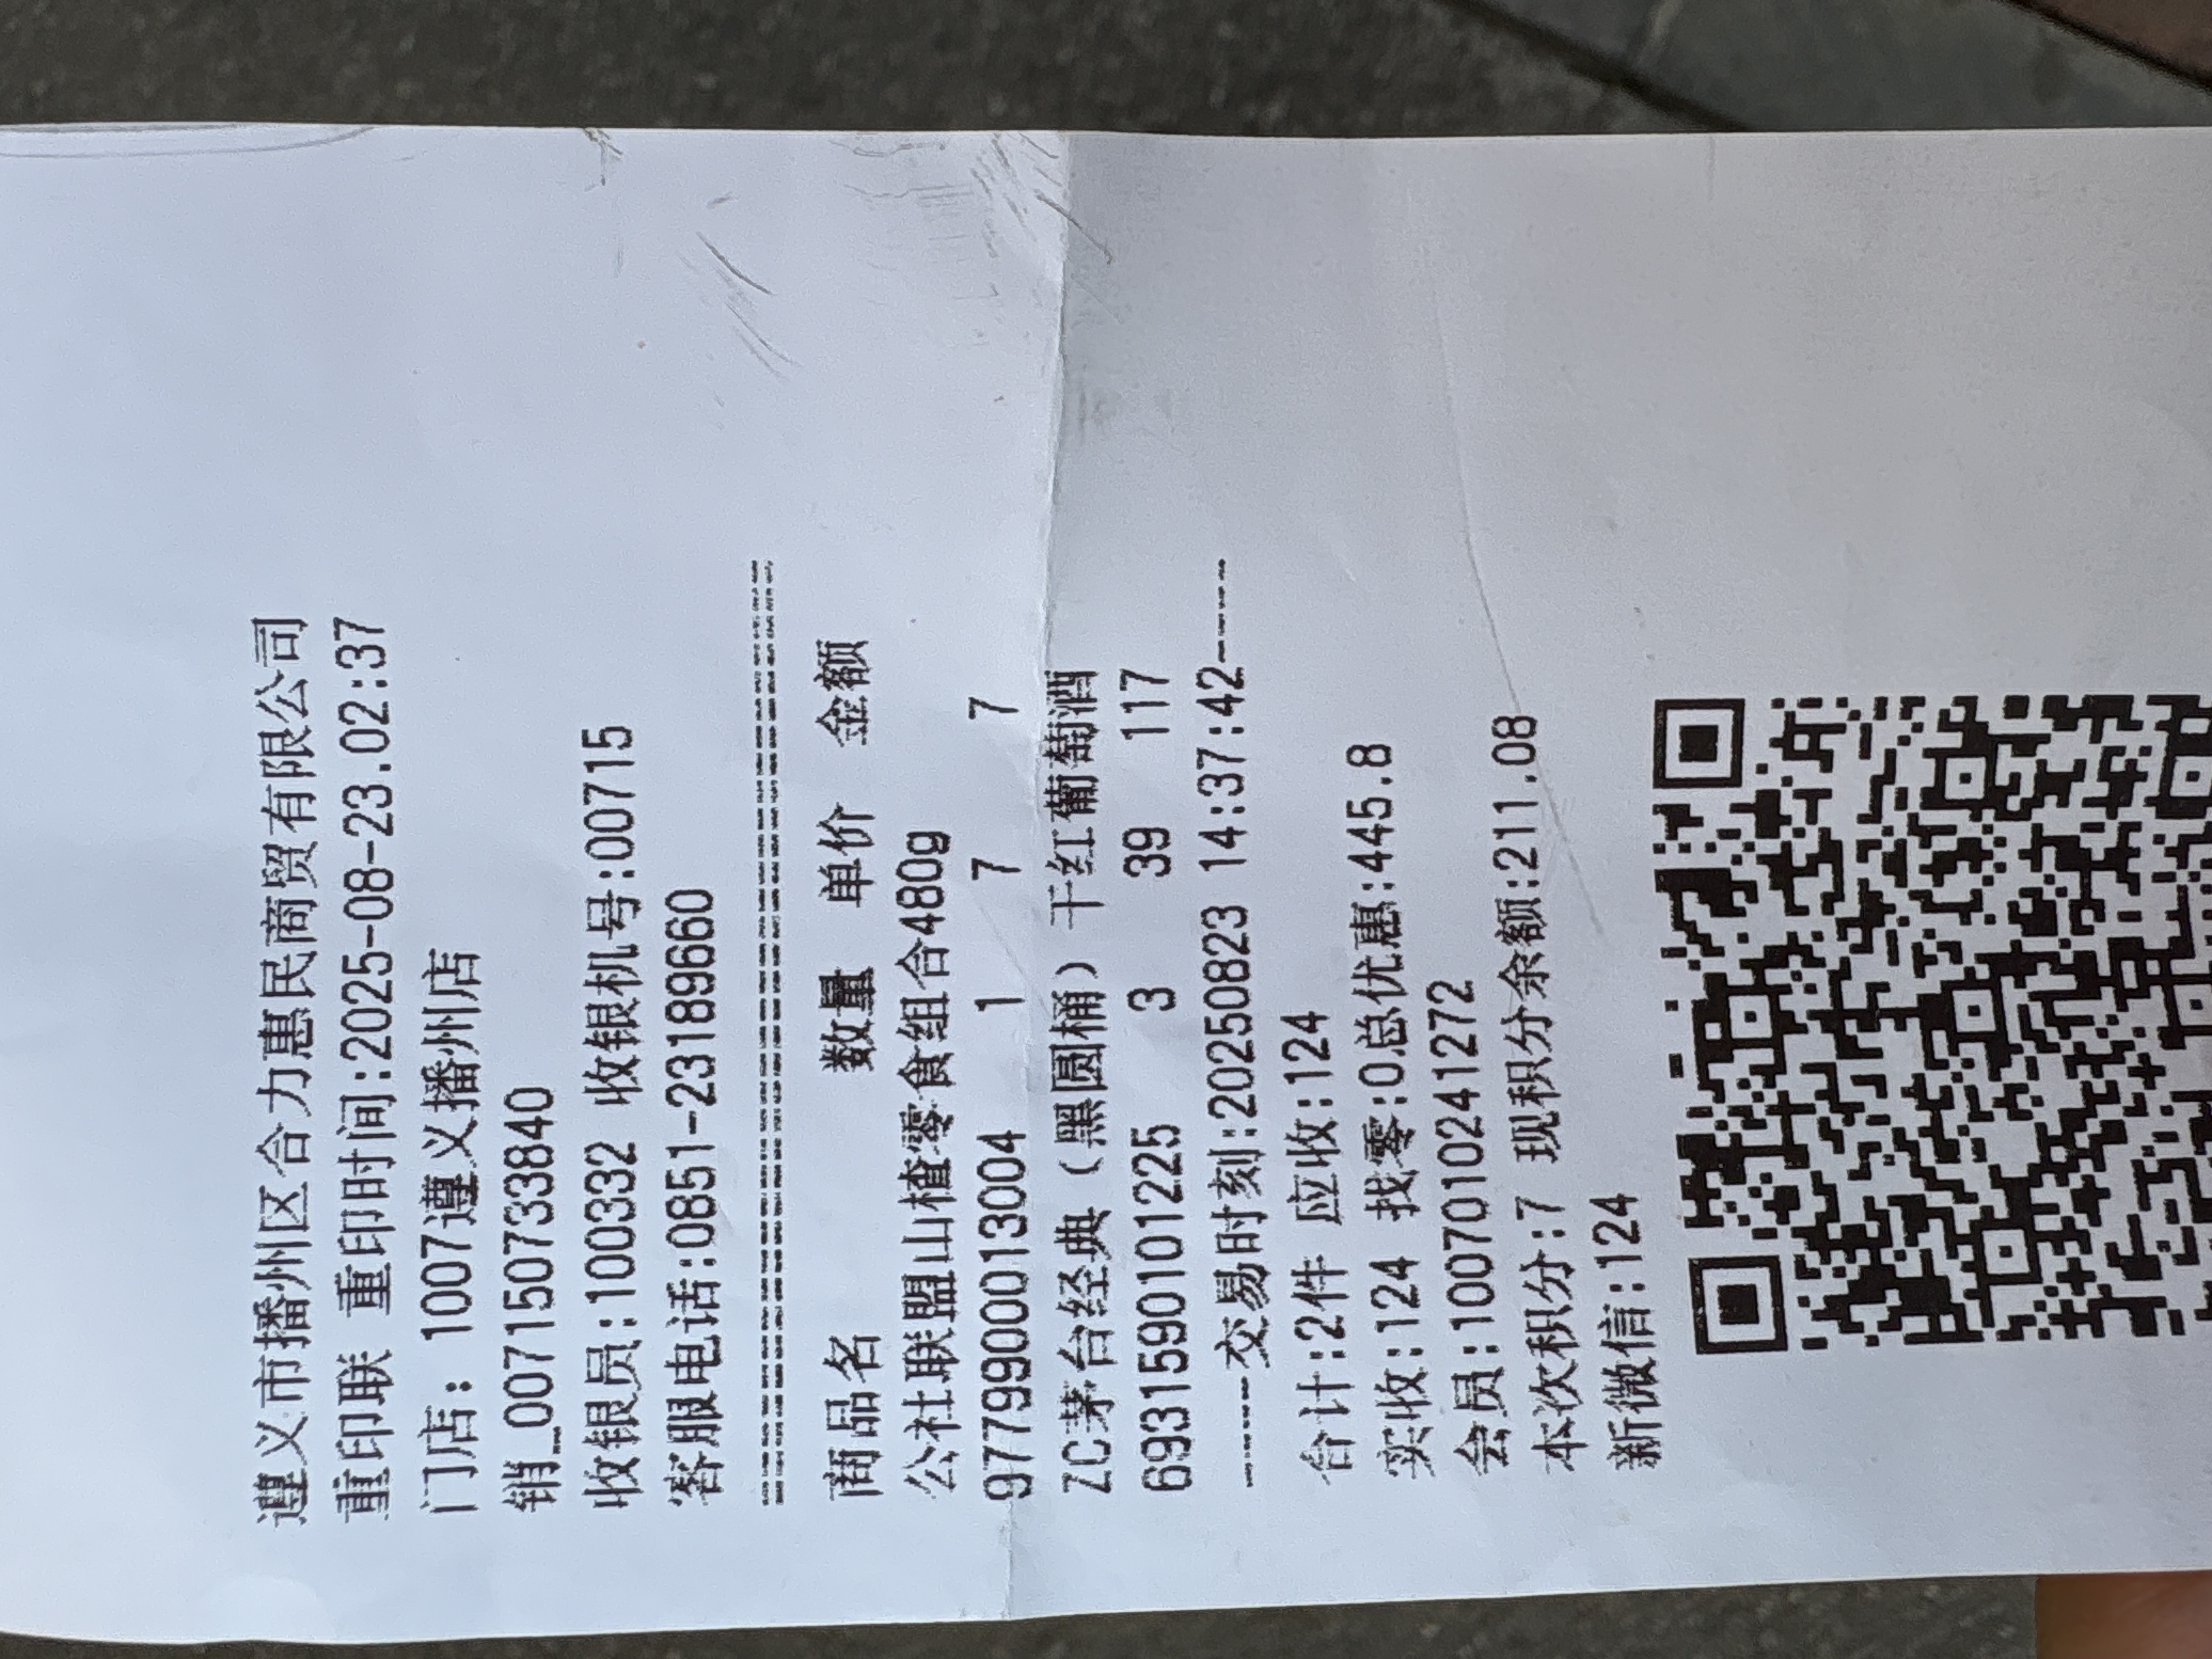 遵义市播州区合力惠民商贸有限公司
重印联 重印时间:2025-08-23.02:37
门店: 1007遵义播州店
销_007150733840
收银员:100332 收银机号:00715
客服电话:0851-23189660
================================
商品名 数量 单价 金额
公社联盟山楂零食组合480g
9779900013004 1 7 7
ZC茅台经典（黑圆桶）干红葡萄酒
6931590101225 3 39 117
-----交易时刻:20250823 14:37:42-----
合计:2件 应收:124
实收:124 找零:0总优惠:445.8
会员:1007010241272
本次积分:7 现积分余额:211.08
新微信:124